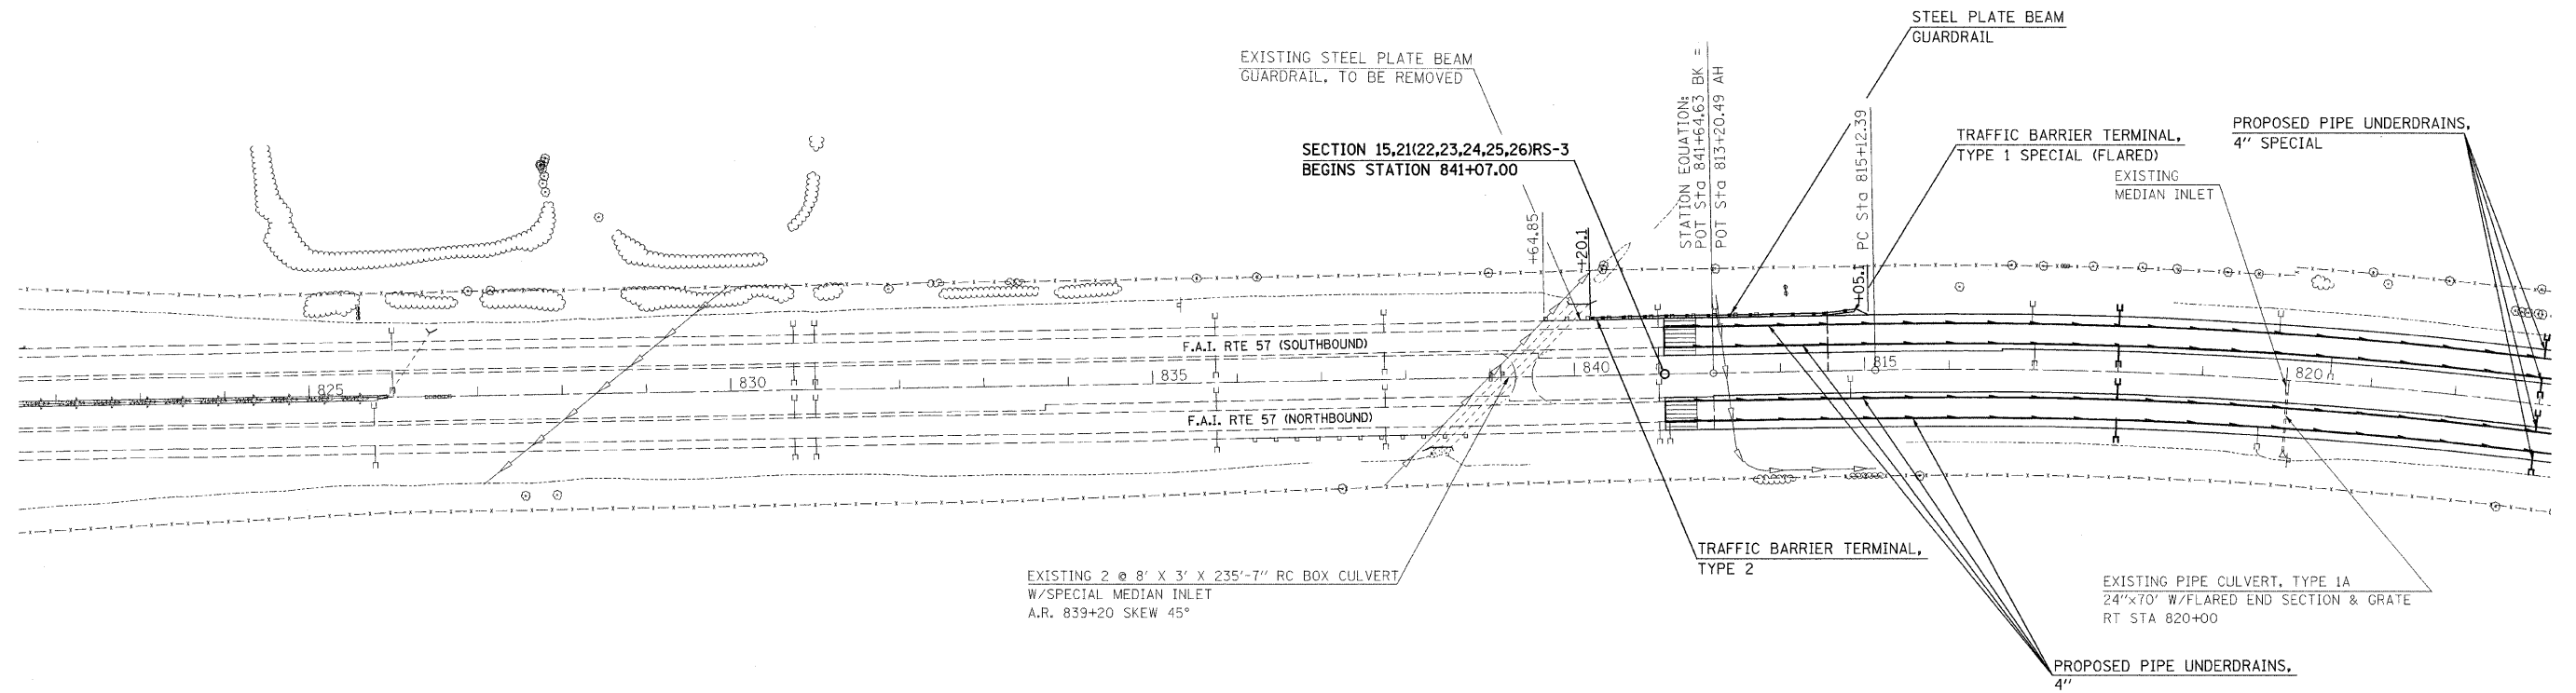 STEEL PLATE BEAM
GUARDRAIL
EXISTING STEEL PLATE BEAM
GUARDRAIL, TO BE REMOVED
SECTION 15,21(22,23,24,25,26)RS-3
BEGINS STATION 841+07.00
STATION EQUATION:
POT Sta 841+64.63 BK =
POT Sta 813+20.49 AH
PC Sta 815+12.39
TRAFFIC BARRIER TERMINAL,
TYPE 1 SPECIAL (FLARED)
PROPOSED PIPE UNDERDRAINS,
4" SPECIAL
EXISTING
MEDIAN INLET
+64.85
+20.1
+05.1
F.A.I. RTE 57 (SOUTHBOUND)
825
830
835
840
815
820
F.A.I. RTE 57 (NORTHBOUND)
TRAFFIC BARRIER TERMINAL,
TYPE 2
EXISTING 2 @ 8' X 3' X 235'-7" RC BOX CULVERT
W/SPECIAL MEDIAN INLET
A.R. 839+20 SKEW 45°
EXISTING PIPE CULVERT, TYPE 1A
24"x70' W/FLARED END SECTION & GRATE
RT STA 820+00
PROPOSED PIPE UNDERDRAINS,
4"